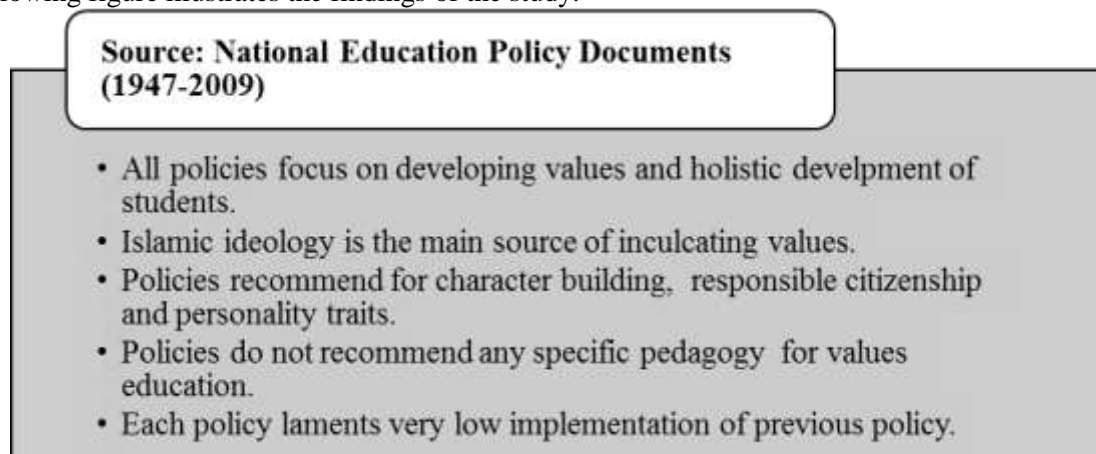 lowing figure illustrates the findings of the study.
Source: National Education Policy Documents
(1947-2009)
• All policies focus on developing values and holistic develpment of
students.
• Islamic ideology is the main source of inculcating values.
• Policies recommend for character building, responsible citizenship
and personality traits.
• Policies do not recommend any specific pedagogy for values
education.
• Each policy laments very low implementation of previous policy.